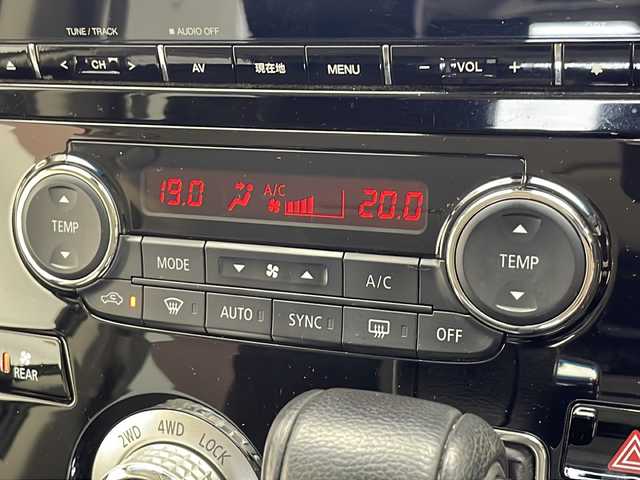 TUNE / TRACK
AUDIO OFF
< CH >
AV
現在地
MENU
− VOL +
19.0
A/C
20.0
TEMP
TEMP
MODE
A/C
AUTO
SYNC
OFF
REAR
2WD
4WD
LOCK